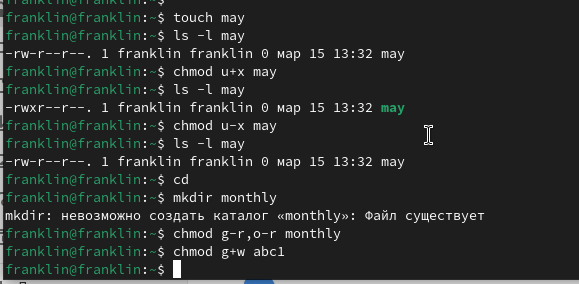 franklin@franklin:~$ touch may
franklin@franklin:~$ ls -l may
-rw-r--r--. 1 franklin franklin 0 мар 15 13:32 may
franklin@franklin:~$ chmod u+x may
franklin@franklin:~$ ls -l may
-rwxr--r--. 1 franklin franklin 0 мар 15 13:32 may
franklin@franklin:~$ chmod u-x may
franklin@franklin:~$ ls -l may
-rw-r--r--. 1 franklin franklin 0 мар 15 13:32 may
franklin@franklin:~$ cd
franklin@franklin:~$ mkdir monthly
mkdir: невозможно создать каталог «monthly»: Файл существует
franklin@franklin:~$ chmod g-r,o-r monthly
franklin@franklin:~$ chmod g+w abc1
franklin@franklin:~$